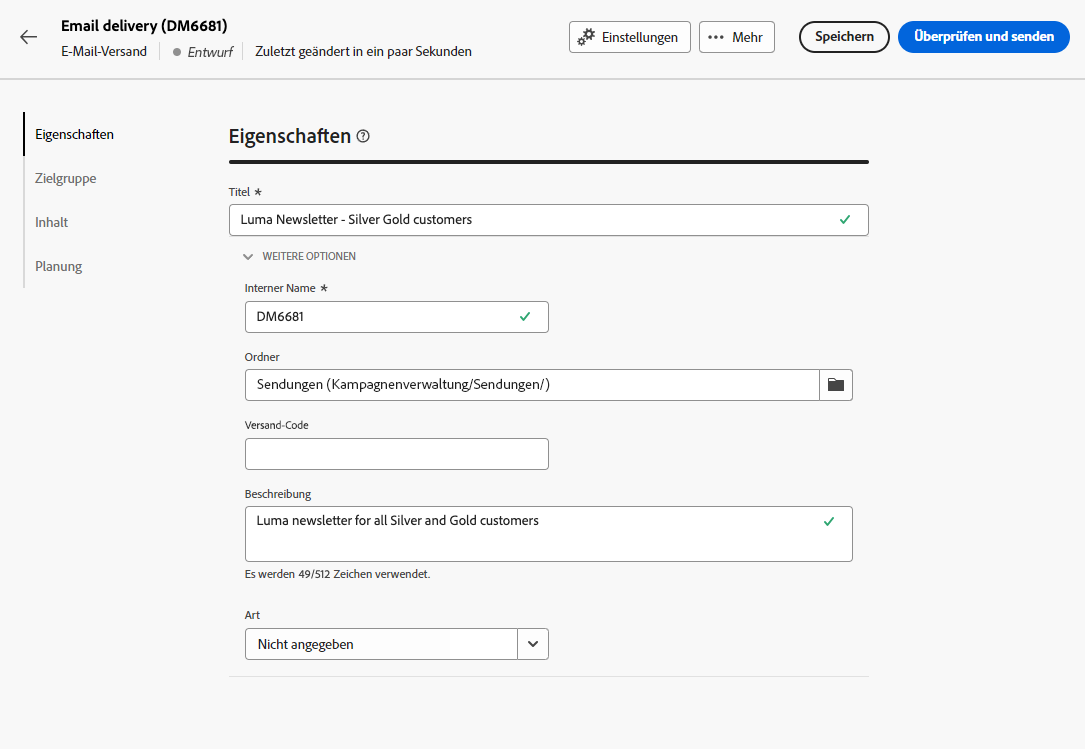 Email delivery (DM6681)
E-Mail-Versand
Entwurf
Zuletzt geändert in ein paar Sekunden
Einstellungen
Mehr
Speichern
Überprüfen und senden
Eigenschaften
Zielgruppe
Inhalt
Planung
Eigenschaften
Titel *
Luma Newsletter - Silver Gold customers
WEITERE OPTIONEN
Interner Name *
DM6681
Ordner
Sendungen (Kampagnenverwaltung/Sendungen/)
Versand-Code
Beschreibung
Luma newsletter for all Silver and Gold customers
Es werden 49/512 Zeichen verwendet.
Art
Nicht angegeben